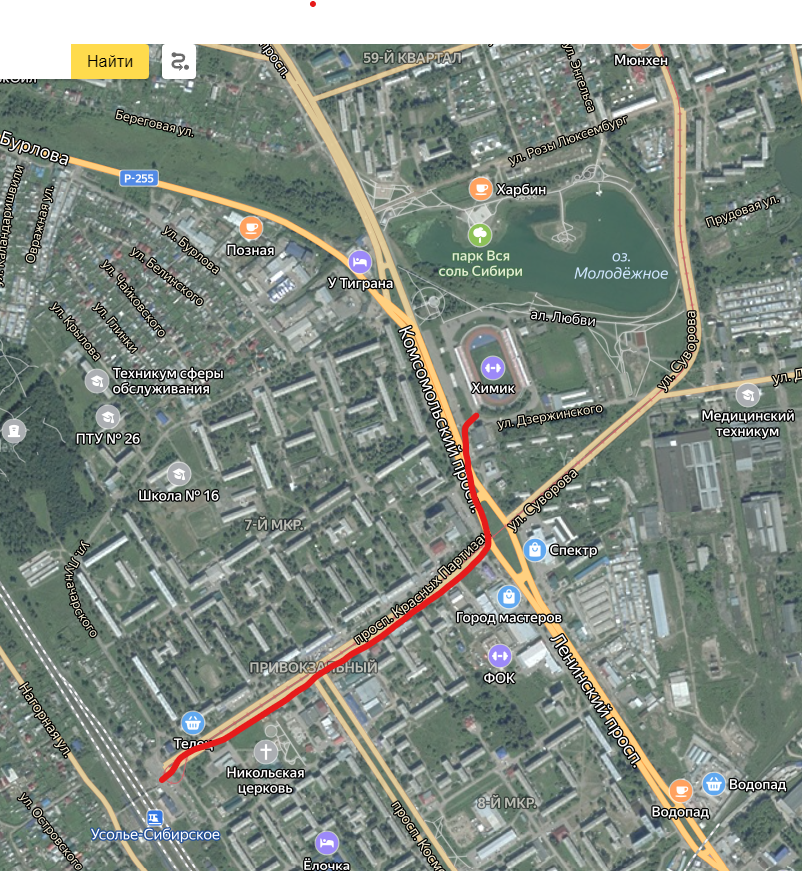 Найти
просп.
59-Й КВАРТАЛ
ул. Энгельса
Мюнхен
Береговая ул.
Бурлова
ул. Розы Люксембург
Р-255
Харбин
Овражная ул.
Прудовая ул.
Позная
ул. Бурлова
ул. Белинского
парк Вся
соль Сибири
оз.
Молодёжное
У Тиграна
ул. Чайковского
ул. Глинки
ул. Крылова
ал. Любви
Комсомольский просп.
Химик
ул. Суворова
Техникум сферы
обслуживания
ул. Дзержинского
Медицинский
техникум
ПТУ № 26
Школа № 16
ул. Суворова
7-Й МКР.
Спектр
ул. Луначарского
просп. Красных Партизан
Город мастеров
ПРИВОКЗАЛЬНЫЙ
ФОК
Ленинский просп.
Нагорная ул.
Телец
Никольская
церковь
Водопад
Водопад
8-Й МКР.
ул. Островского
Усолье-Сибирское
просп. Косм
Ёлочка